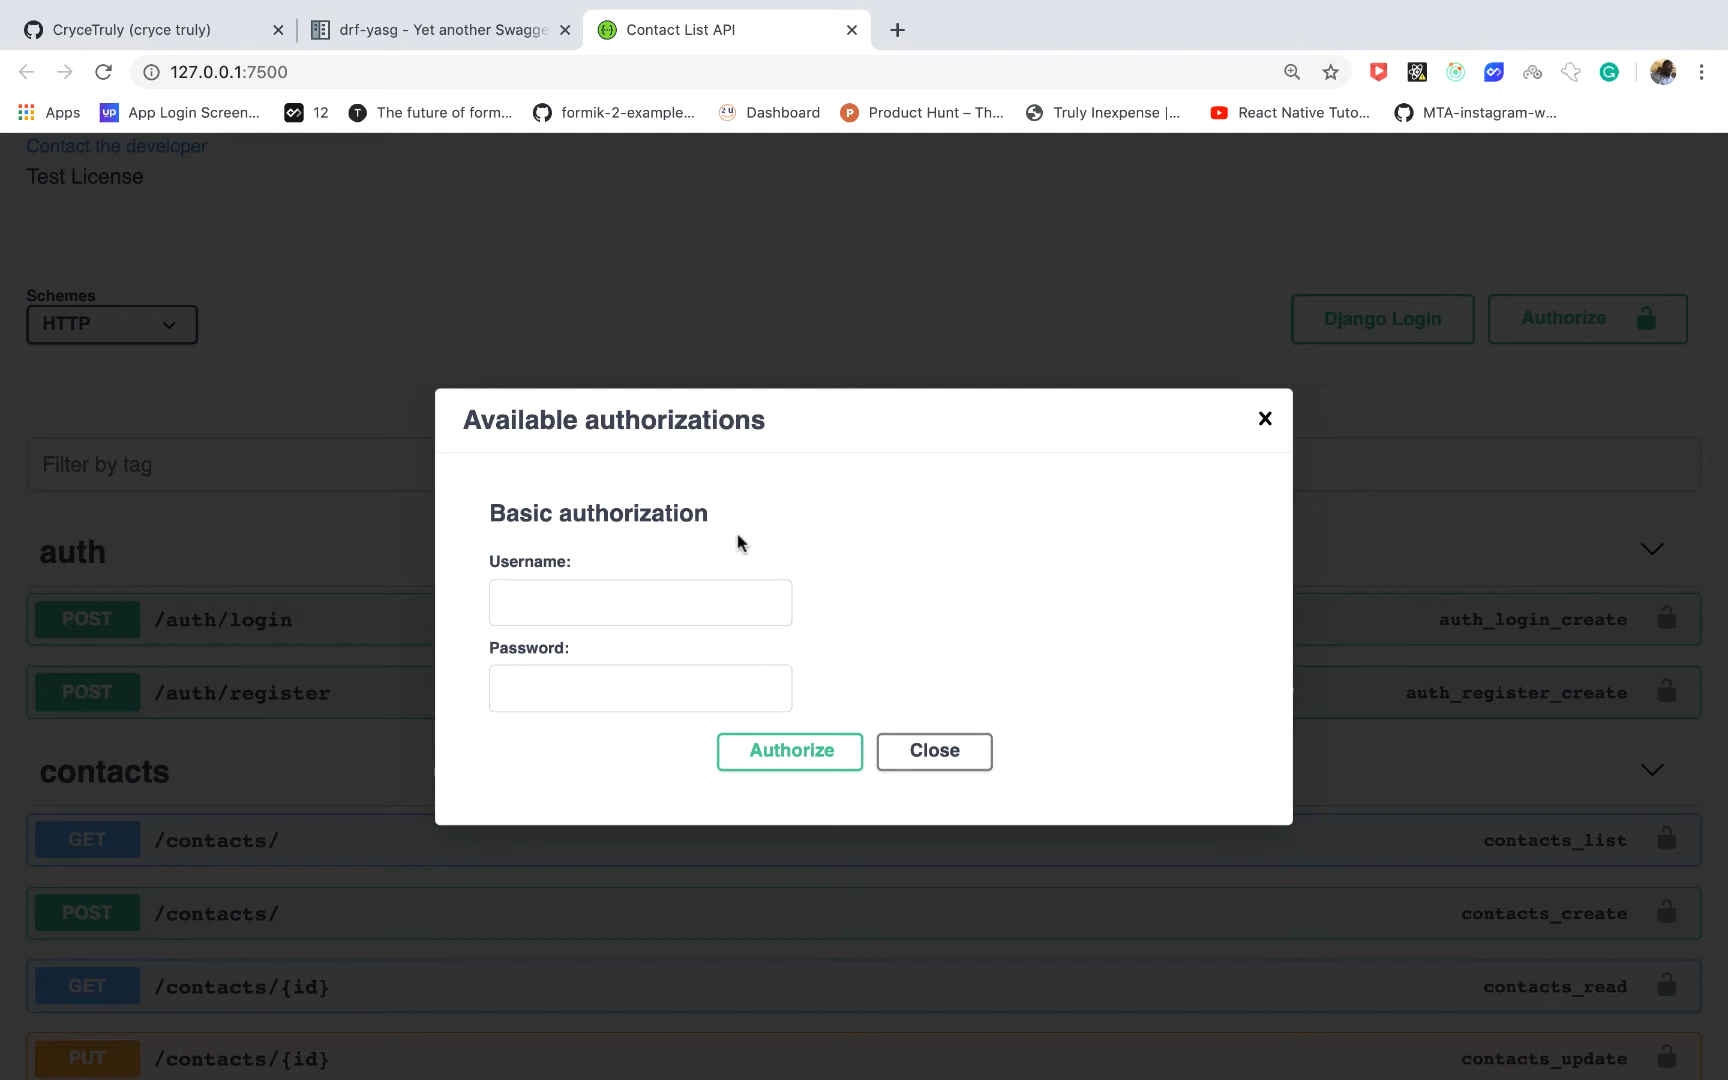 CryceTruly (cryce truly)
drf-yasg - Yet another Swagge
Contact List API
127.0.0.1:7500
Apps
UP App Login Screen...
12
T The future of form...
formik-2-example...
Dashboard
P Product Hunt – Th...
Truly Inexpense |...
React Native Tuto...
MTA-instagram-w...
Contact the developer
Test License
Schemes
HTTP
Django Login
Authorize
Available authorizations
Filter by tag
Basic authorization
Username:
Password:
Authorize
Close
auth
POST /auth/login auth_login_create
POST /auth/register auth_register_create
contacts
GET /contacts/ contacts_list
POST /contacts/ contacts_create
GET /contacts/{id} contacts_read
PUT /contacts/{id} contacts_update